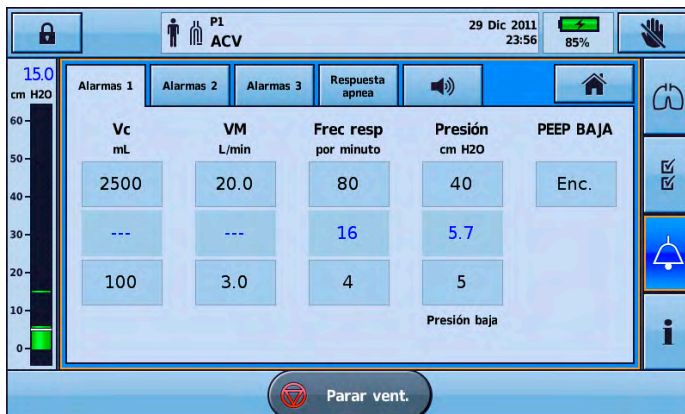 P1
ACV
29 Dic 2011
23:56
85%
15.0
cm H2O
60
50
40
30
20
10
0
Alarmas 1
Alarmas 2
Alarmas 3
Respuesta
apnea
Vc
mL
VM
L/min
Frec resp
por minuto
Presión
cm H2O
PEEP BAJA
2500
20.0
80
40
Enc.
---
---
16
5.7
100
3.0
4
5
Presión baja
i
Parar vent.